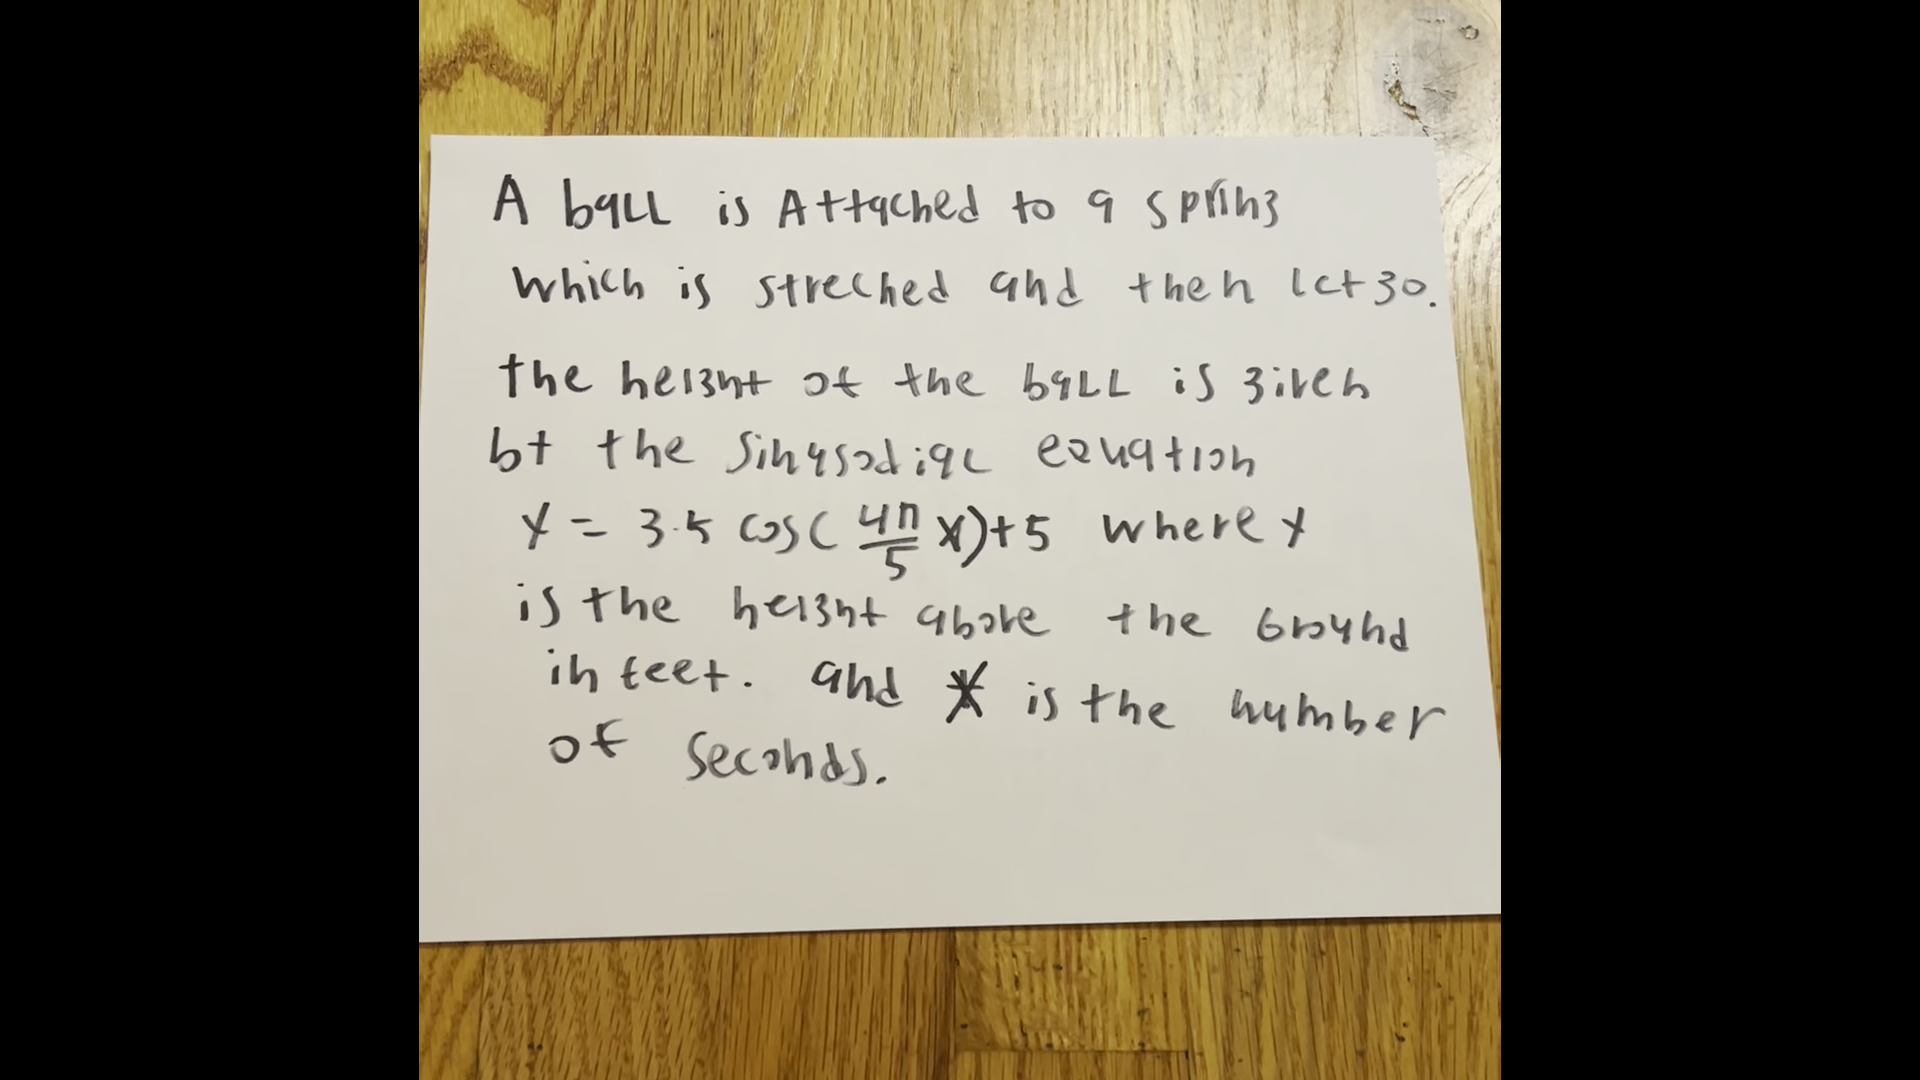 A ball is Attached to a spring
which is streched and then let go.
the height of the ball is given
by the Sinusodial equation
y = 3.5 cos( 4π/5 x)+5 where y
is the height above the Ground
in feet. and x is the number
of seconds.